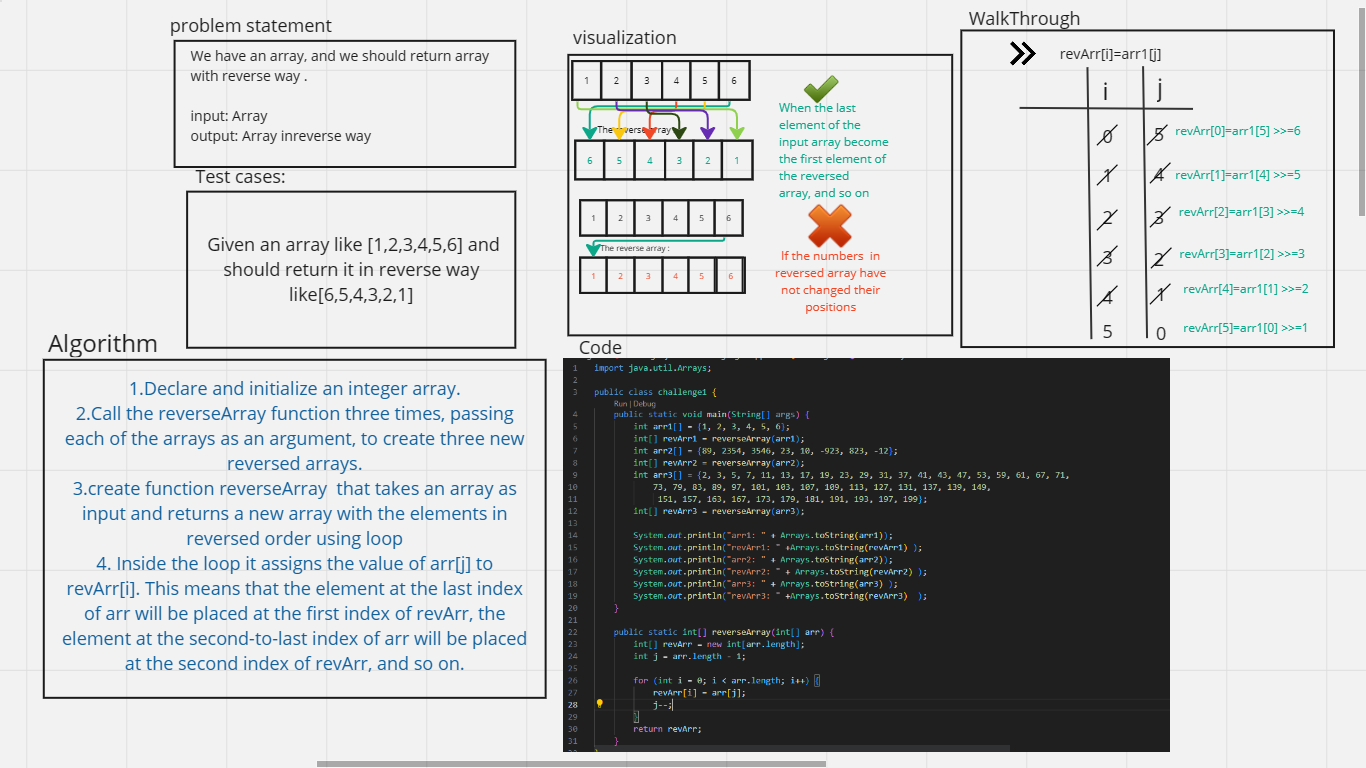 problem statement
We have an array, and we should return array
with reverse way .
input: Array
output: Array inreverse way
Test cases:
Given an array like [1,2,3,4,5,6] and
should return it in reverse way
like[6,5,4,3,2,1]
visualization
1 2 3 4 5 6
The reverse array
6 5 4 3 2 1
When the last
element of the
input array become
the first element of
the reversed
array, and so on
1 2 3 4 5 6
The reverse array :
1 2 3 4 5 6
If the numbers in
reversed array have
not changed their
positions
WalkThrough
revArr[i]=arr1[j]
i j
0 5 revArr[0]=arr1[5] >>=6
1 4 revArr[1]=arr1[4] >>=5
2 3 revArr[2]=arr1[3] >>=4
3 2 revArr[3]=arr1[2] >>=3
4 1 revArr[4]=arr1[1] >>=2
5 0 revArr[5]=arr1[0] >>=1
Algorithm
1.Declare and initialize an integer array.
2.Call the reverseArray function three times, passing
each of the arrays as an argument, to create three new
reversed arrays.
3.create function reverseArray that takes an array as
input and returns a new array with the elements in
reversed order using loop
4. Inside the loop it assigns the value of arr[j] to
revArr[i]. This means that the element at the last index
of arr will be placed at the first index of revArr, the
element at the second-to-last index of arr will be placed
at the second index of revArr, and so on.
Code
1 import java.util.Arrays;
2
3 public class challenge1 {
Run | Debug
4 public static void main(String[] args) {
5 int arr1[] = {1, 2, 3, 4, 5, 6};
6 int[] revArr1 = reverseArray(arr1);
7 int arr2[] = {89, 2354, 3546, 23, 10, -923, 823, -12};
8 int[] revArr2 = reverseArray(arr2);
9 int arr3[] = {2, 3, 5, 7, 11, 13, 17, 19, 23, 29, 31, 37, 41, 43, 47, 53, 59, 61, 67, 71,
10 73, 79, 83, 89, 97, 101, 103, 107, 109, 113, 127, 131, 137, 139, 149,
11 151, 157, 163, 167, 173, 179, 181, 191, 193, 197, 199};
12 int[] revArr3 = reverseArray(arr3);
13
14 System.out.println("arr1: " + Arrays.toString(arr1));
15 System.out.println("revArr1: " +Arrays.toString(revArr1) );
16 System.out.println("arr2: " + Arrays.toString(arr2));
17 System.out.println("revArr2: " + Arrays.toString(revArr2) );
18 System.out.println("arr3: " + Arrays.toString(arr3) );
19 System.out.println("revArr3: " +Arrays.toString(revArr3) );
20 }
21
22 public static int[] reverseArray(int[] arr) {
23 int[] revArr = new int[arr.length];
24 int j = arr.length - 1;
25
26 for (int i = 0; i < arr.length; i++) {
27 revArr[i] = arr[j];
28 j--;
29 }
30 return revArr;
31 }